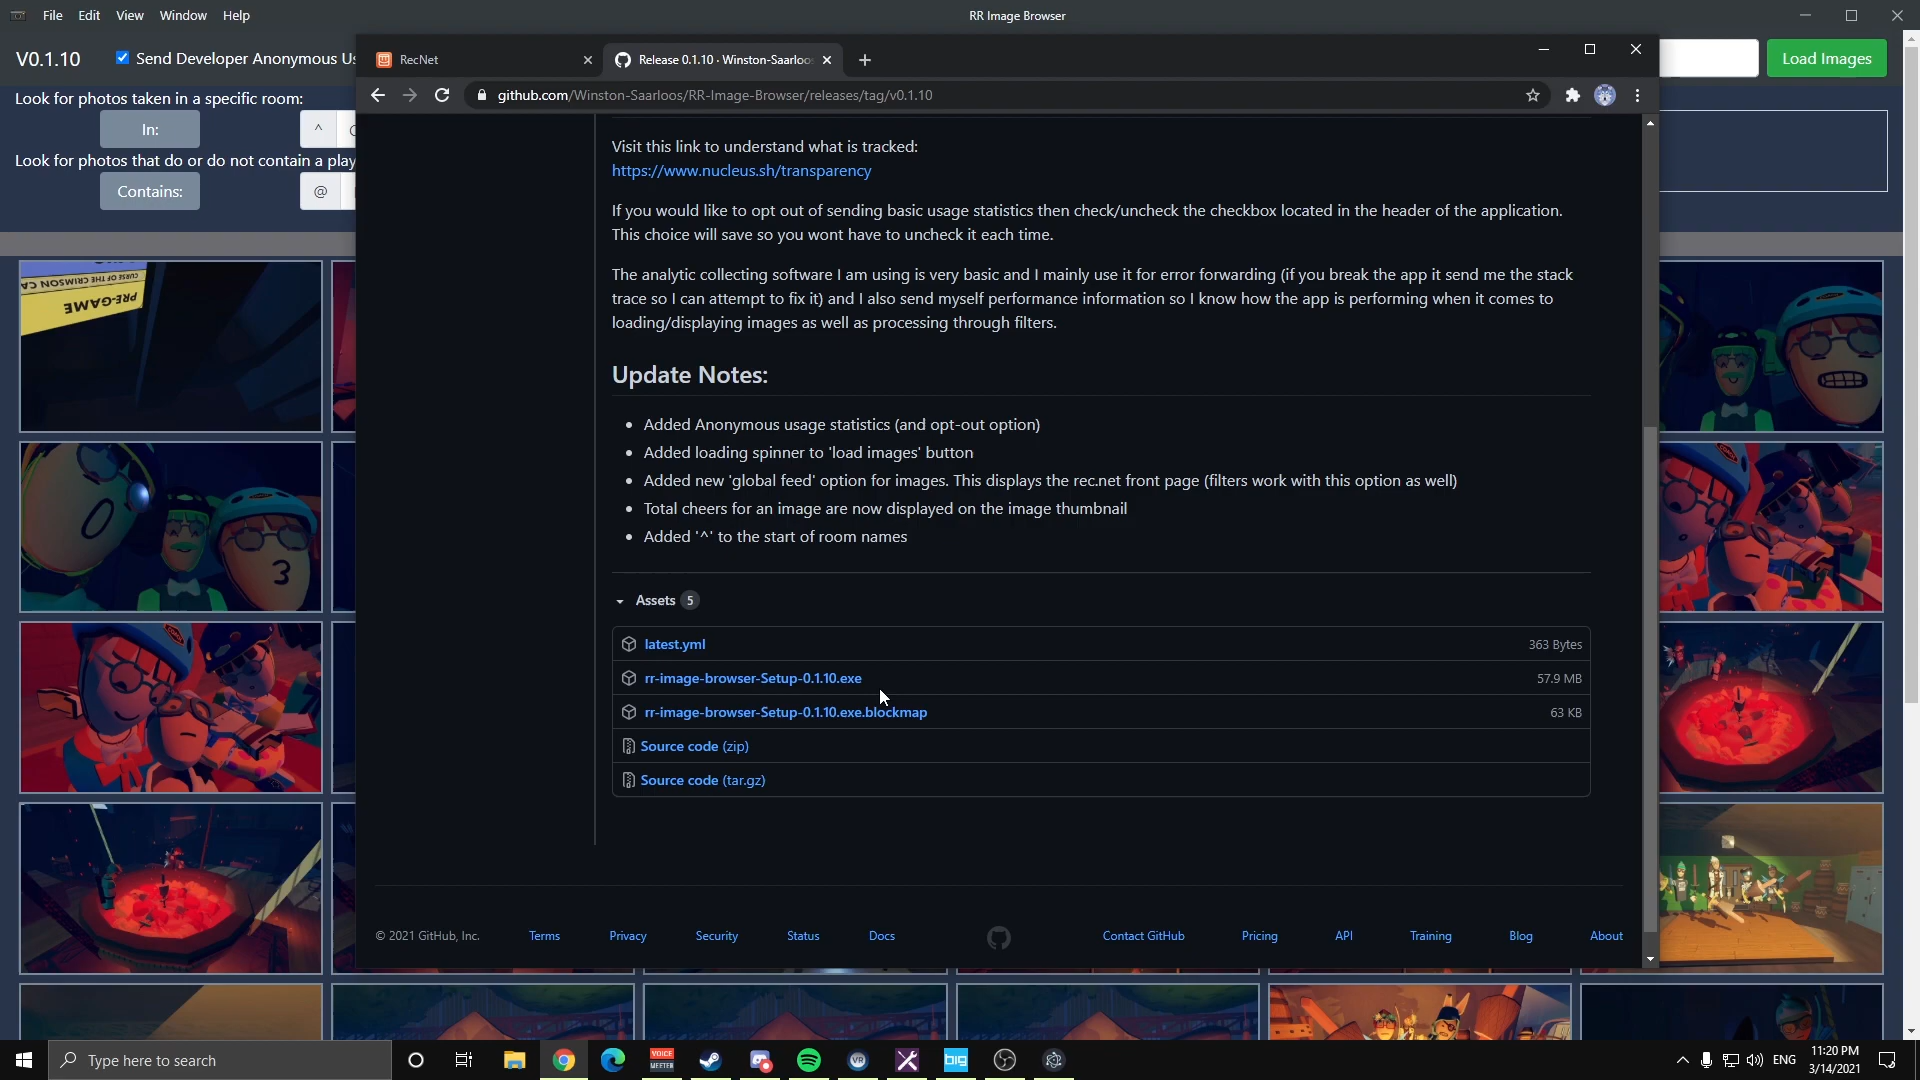 File Edit View Window Help
RR Image Browser
V0.1.10
Send Developer Anonymous Us
Load Images
Look for photos taken in a specific room:
In:
^
Look for photos that do or do not contain a play
Contains:
@
RecNet
Release 0.1.10 · Winston-Saarloos
github.com/Winston-Saarloos/RR-Image-Browser/releases/tag/v0.1.10
Visit this link to understand what is tracked:
https://www.nucleus.sh/transparency
If you would like to opt out of sending basic usage statistics then check/uncheck the checkbox located in the header of the application.
This choice will save so you wont have to uncheck it each time.
The analytic collecting software I am using is very basic and I mainly use it for error forwarding (if you break the app it send me the stack
trace so I can attempt to fix it) and I also send myself performance information so I know how the app is performing when it comes to
loading/displaying images as well as processing through filters.
Update Notes:
Added Anonymous usage statistics (and opt-out option)
Added loading spinner to 'load images' button
Added new 'global feed' option for images. This displays the rec.net front page (filters work with this option as well)
Total cheers for an image are now displayed on the image thumbnail
Added '^' to the start of room names
Assets 5
latest.yml 363 Bytes
rr-image-browser-Setup-0.1.10.exe 57.9 MB
rr-image-browser-Setup-0.1.10.exe.blockmap 63 KB
Source code (zip)
Source code (tar.gz)
© 2021 GitHub, Inc. Terms Privacy Security Status Docs Contact GitHub Pricing API Training Blog About
CURSE OF THE CRIMSON CA
PRE-GAME
Type here to search
VOICE
MEETER
VR
big
ENG
11:20 PM
3/14/2021